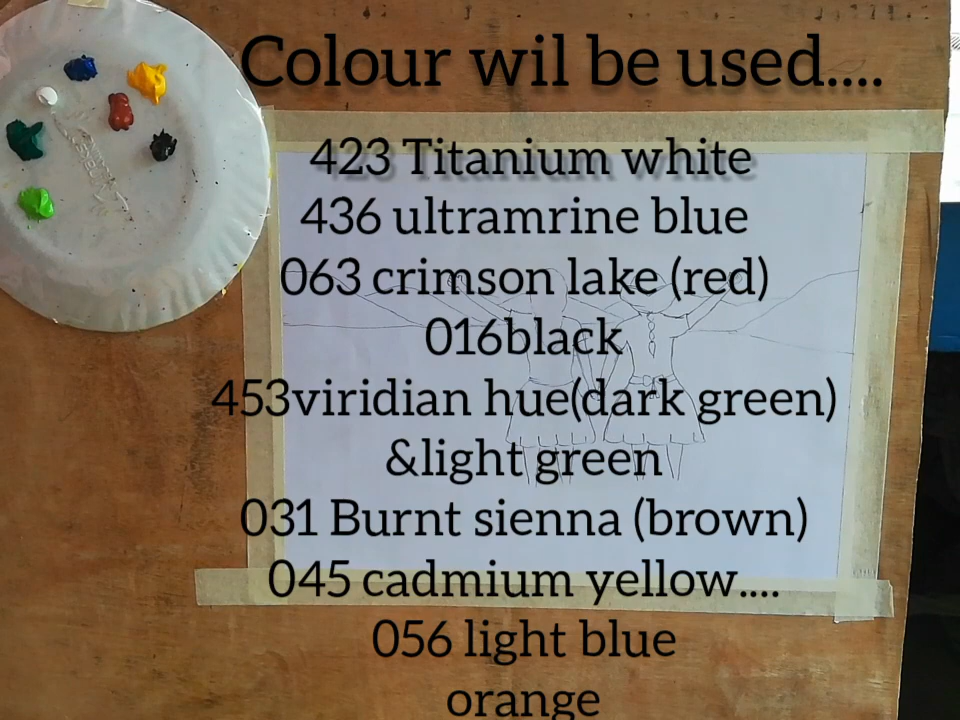 Colour wil be used....
423 Titanium white
436 ultramrine blue
063 crimson lake (red)
016black
453viridian hue(dark green)
&light green
031 Burnt sienna (brown)
045 cadmium yellow....
056 light blue
orange